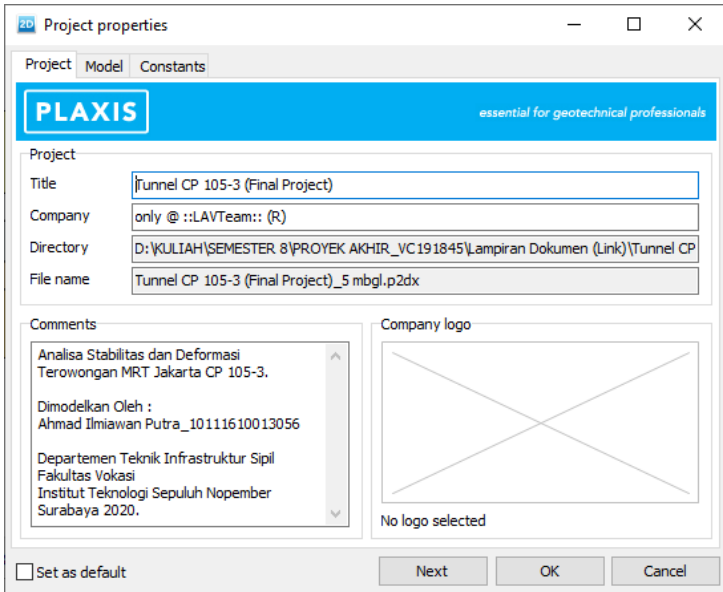 2D Project properties
Project Model Constants
PLAXIS
essential for geotechnical professionals
Project
Title Tunnel CP 105-3 (Final Project)
Company only @ ::LAVTeam:: (R)
Directory D:\KULIAH\SEMESTER 8\PROYEK AKHIR_VC191845\Lampiran Dokumen (Link)\Tunnel CP
File name Tunnel CP 105-3 (Final Project)_5 mbgl.p2dx
Comments
Analisa Stabilitas dan Deformasi
Terowongan MRT Jakarta CP 105-3.
Dimodelkan Oleh :
Ahmad Ilmiawan Putra_10111610013056
Departemen Teknik Infrastruktur Sipil
Fakultas Vokasi
Institut Teknologi Sepuluh Nopember
Surabaya 2020.
Company logo
No logo selected
Set as default
Next OK Cancel